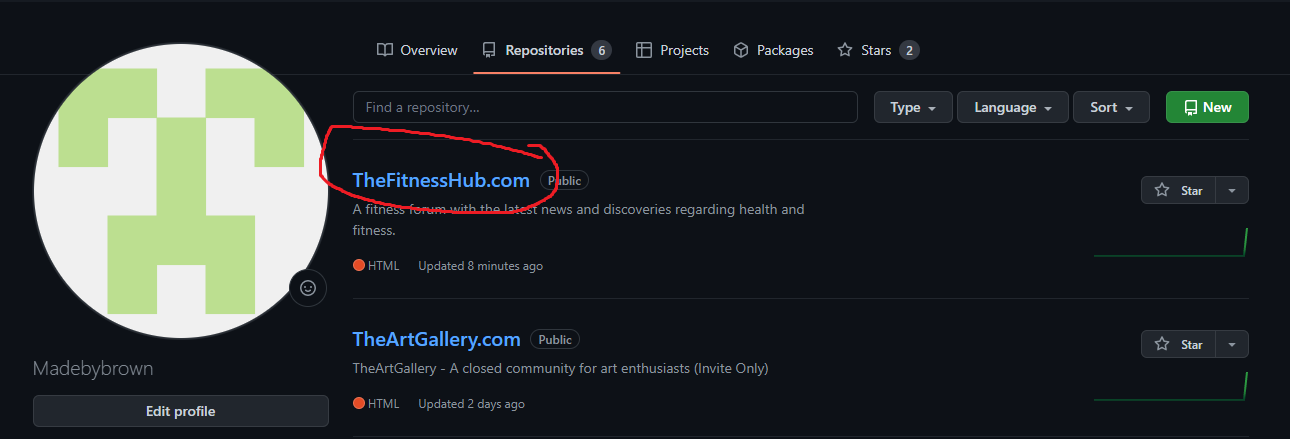 Overview Repositories 6 Projects Packages Stars 2
Find a repository... Type Language Sort New
TheFitnessHub.com Public
Star
A fitness forum with the latest news and discoveries regarding health and
fitness.
HTML Updated 8 minutes ago
TheArtGallery.com Public
Star
TheArtGallery - A closed community for art enthusiasts (Invite Only)
HTML Updated 2 days ago
Madebybrown
Edit profile